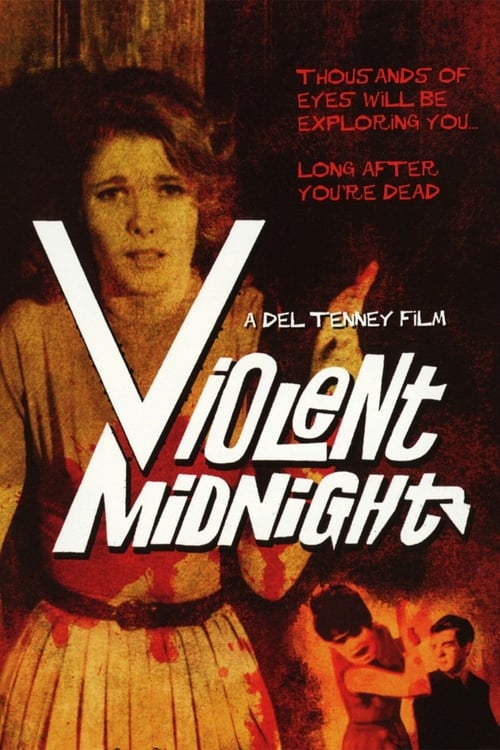 THOUSANDS OF
EYES WILL BE
EXPLORING YOU...
LONG AFTER
YOU'RE DEAD
A DEL TENNEY FILM
VIOLENT
MIDNIGHT